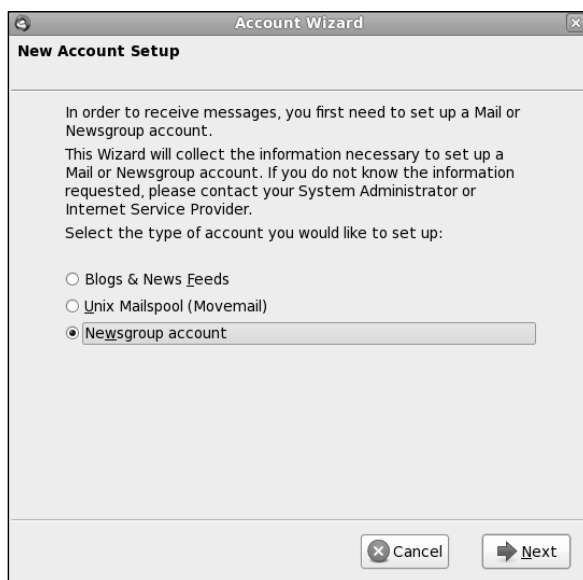 Account Wizard
New Account Setup
In order to receive messages, you first need to set up a Mail or
Newsgroup account.
This Wizard will collect the information necessary to set up a
Mail or Newsgroup account. If you do not know the information
requested, please contact your System Administrator or
Internet Service Provider.
Select the type of account you would like to set up:
Blogs & News Feeds
Unix Mailspool (Movemail)
Newsgroup account
Cancel
Next